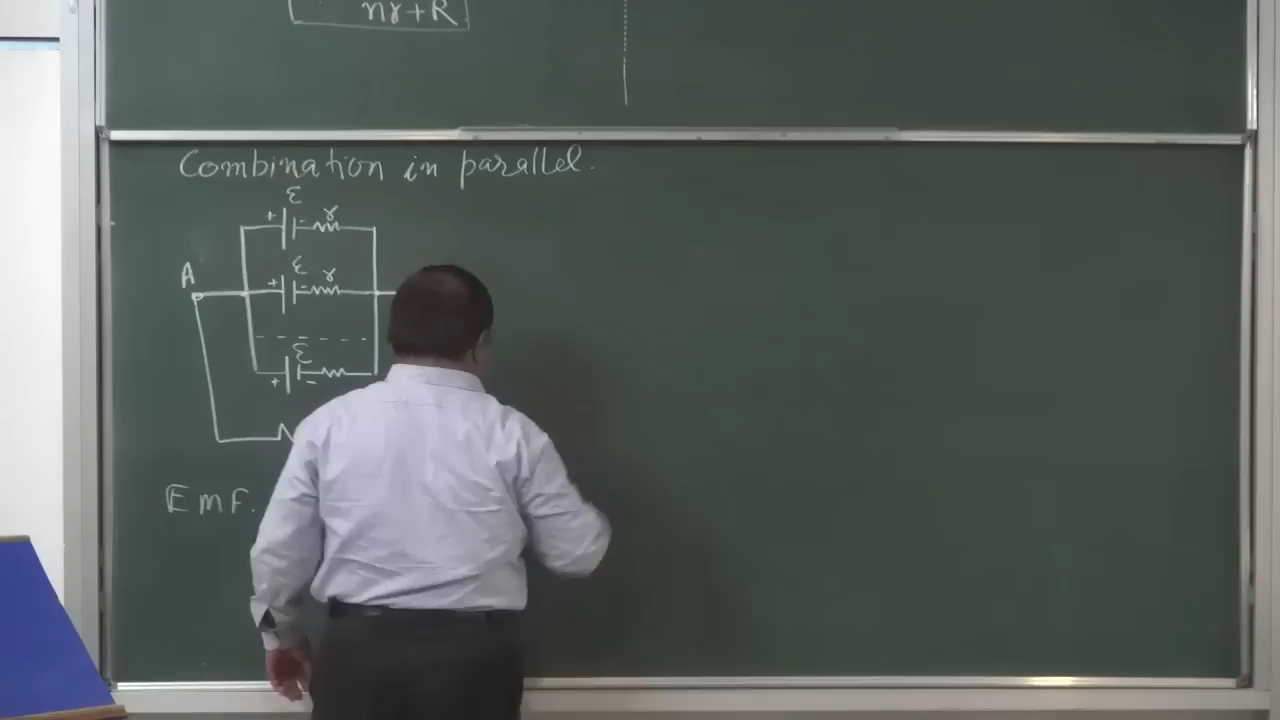 nr+R
Combination in parallel.
ε
+ - r
ε
A + - r
ε
+ -
EMF.